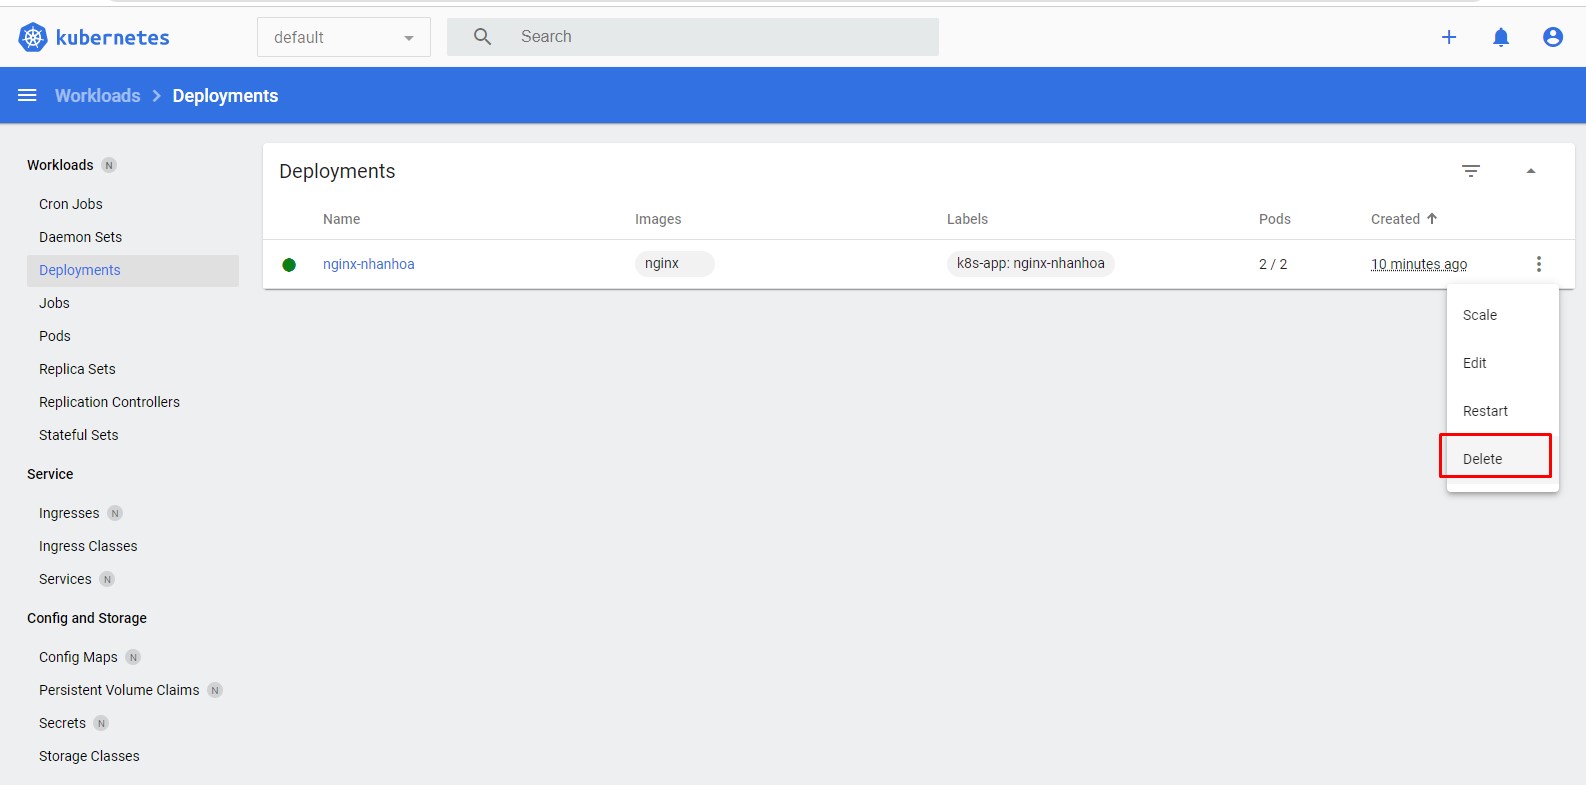 kubernetes
default
Search
Workloads
Deployments
Workloads N
Cron Jobs
Daemon Sets
Deployments
Jobs
Pods
Replica Sets
Replication Controllers
Stateful Sets
Service
Ingresses N
Ingress Classes
Services N
Config and Storage
Config Maps N
Persistent Volume Claims N
Secrets N
Storage Classes
Deployments
Name Images Labels Pods Created
nginx-nhanhoa nginx k8s-app: nginx-nhanhoa 2 / 2 10 minutes ago
Scale
Edit
Restart
Delete